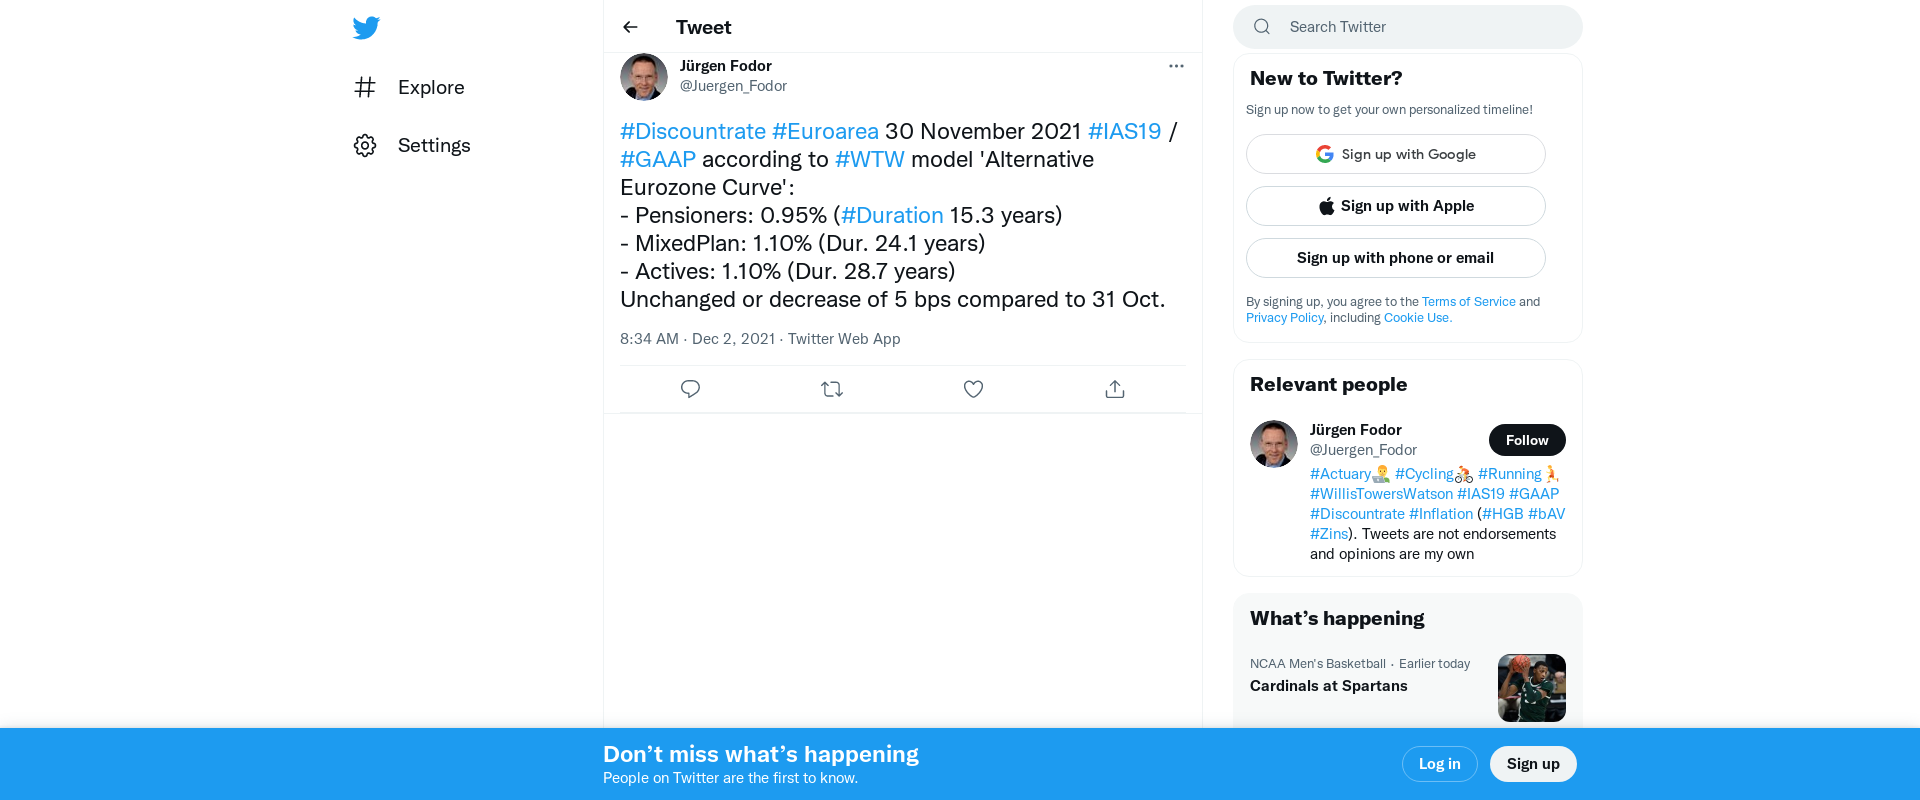 Explore
Settings
Tweet
Jürgen Fodor
@Juergen_Fodor
#Discountrate #Euroarea 30 November 2021 #IAS19 /
#GAAP according to #WTW model 'Alternative
Eurozone Curve':
- Pensioners: 0.95% (#Duration 15.3 years)
- MixedPlan: 1.10% (Dur. 24.1 years)
- Actives: 1.10% (Dur. 28.7 years)
Unchanged or decrease of 5 bps compared to 31 Oct.
8:34 AM · Dec 2, 2021 · Twitter Web App
Search Twitter
New to Twitter?
Sign up now to get your own personalized timeline!
Sign up with Google
Sign up with Apple
Sign up with phone or email
By signing up, you agree to the Terms of Service and
Privacy Policy, including Cookie Use.
Relevant people
Jürgen Fodor
@Juergen_Fodor
Follow
#Actuary #Cycling #Running
#WillisTowersWatson #IAS19 #GAAP
#Discountrate #Inflation (#HGB #bAV
#Zins). Tweets are not endorsements
and opinions are my own
What's happening
NCAA Men's Basketball · Earlier today
Cardinals at Spartans
Don't miss what's happening
People on Twitter are the first to know.
Log in
Sign up